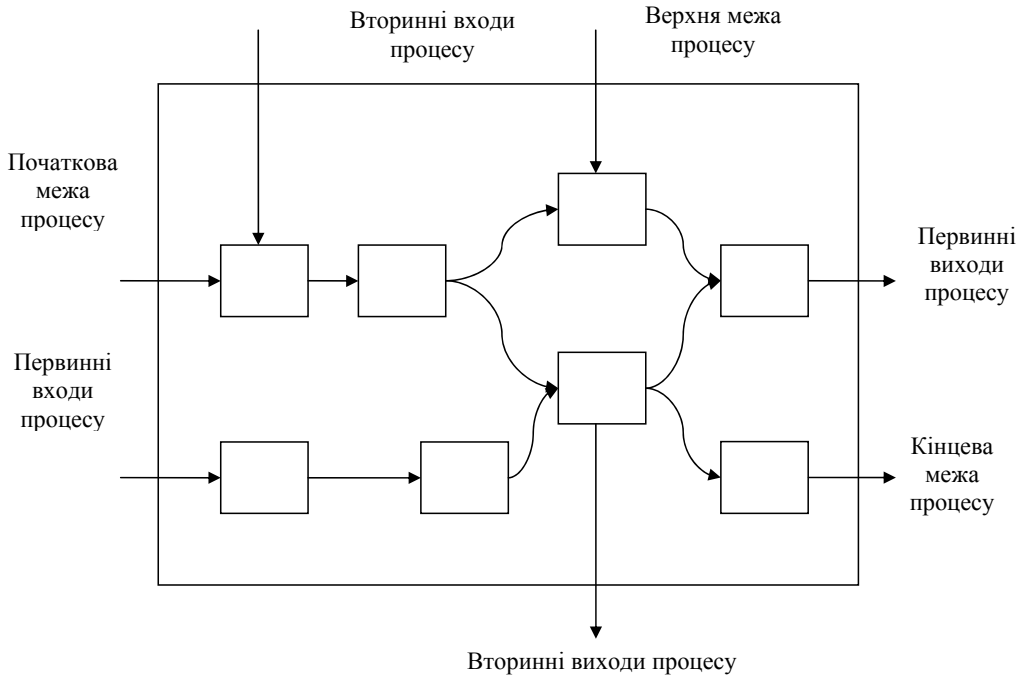 Вторинні входи
процесу
Верхня межа
процесу
Початкова
межа
процесу
Первинні
виходи
процесу
Первинні
входи
процесу
Кінцева
межа
процесу
Вторинні виходи процесу